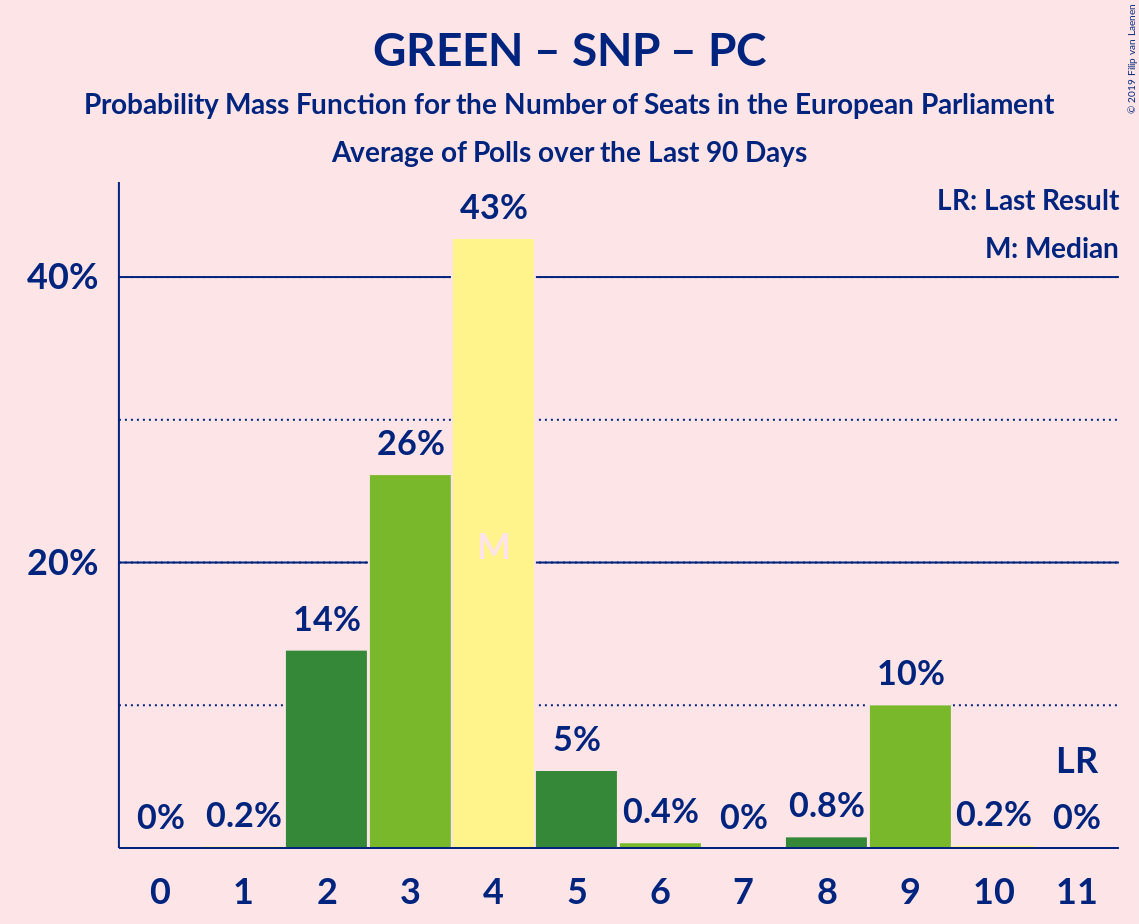 GREEN – SNP – PC
Probability Mass Function for the Number of Seats in the European Parliament
Average of Polls over the Last 90 Days
© 2019 Filip van Laenen
LR: Last Result
M: Median
43%
40%
26%
M
20%
14%
10%
5%
LR
0%
0.2%
0.4%
0%
0.8%
0.2%
0%
0 1 2 3 4 5 6 7 8 9 10 11